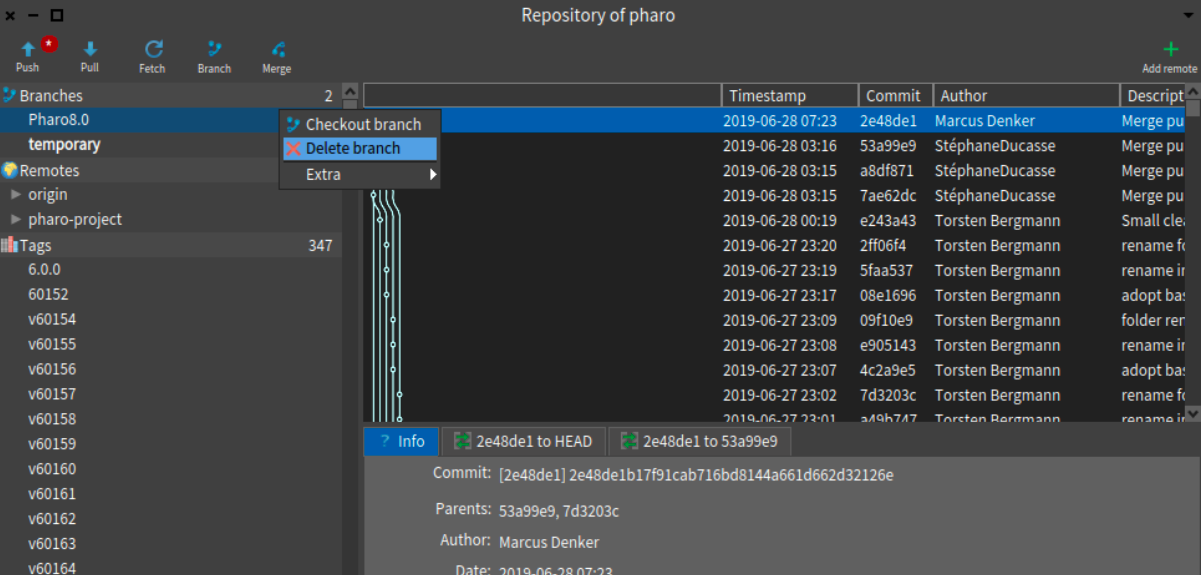 Repository of pharo
Push Pull Fetch Branch Merge Add remote
Branches 2
Pharo8.0
temporary
Remotes
origin
pharo-project
Tags 347
6.0.0
60152
v60154
v60155
v60156
v60157
v60158
v60159
v60160
v60161
v60162
v60163
v60164
Checkout branch
Delete branch
Extra
Timestamp Commit Author Descript
2019-06-28 07:23 2e48de1 Marcus Denker Merge pu
2019-06-28 03:16 53a99e9 StéphaneDucasse Merge pu
2019-06-28 03:15 a8df871 StéphaneDucasse Merge pu
2019-06-28 03:15 7ae62dc StéphaneDucasse Merge pu
2019-06-28 00:19 e243a43 Torsten Bergmann Small clea
2019-06-27 23:20 2ff06f4 Torsten Bergmann rename fo
2019-06-27 23:19 5faa537 Torsten Bergmann rename in
2019-06-27 23:17 08e1696 Torsten Bergmann adopt bas
2019-06-27 23:09 09f10e9 Torsten Bergmann folder ren
2019-06-27 23:08 e905143 Torsten Bergmann rename in
2019-06-27 23:07 4c2a9e5 Torsten Bergmann adopt bas
2019-06-27 23:02 7d3203c Torsten Bergmann rename fo
2019-06-27 23:01 a49b747 Torsten Bergmann rename in
? Info 2e48de1 to HEAD 2e48de1 to 53a99e9
Commit: [2e48de1] 2e48de1b17f91cab716bd8144a661d662d32126e
Parents: 53a99e9, 7d3203c
Author: Marcus Denker
Date: 2019-06-28 07:23